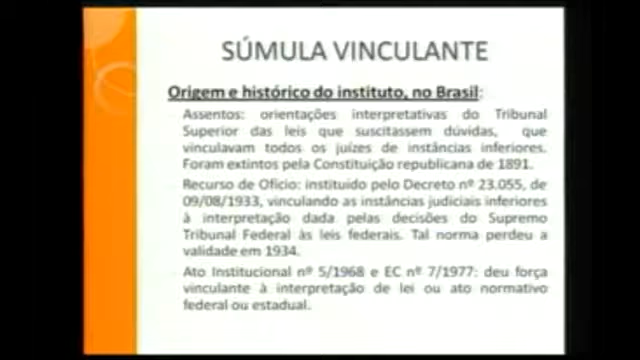 SÚMULA VINCULANTE
Origem e histórico do instituto, no Brasil:
Assentos: orientações interpretativas do Tribunal
Superior das leis que suscitassem dúvidas, que
vinculavam todos os juízes de instâncias inferiores.
Foram extintos pela Constituição republicana de 1891.
Recurso de Ofício: instituído pelo Decreto nº 23.055, de
09/08/1933, vinculando as instâncias judiciais inferiores
à interpretação dada pelas decisões do Supremo
Tribunal Federal às leis federais. Tal norma perdeu a
validade em 1934.
Ato Institucional nº 5/1968 e EC nº 7/1977: deu força
vinculante à interpretação de lei ou ato normativo
federal ou estadual.